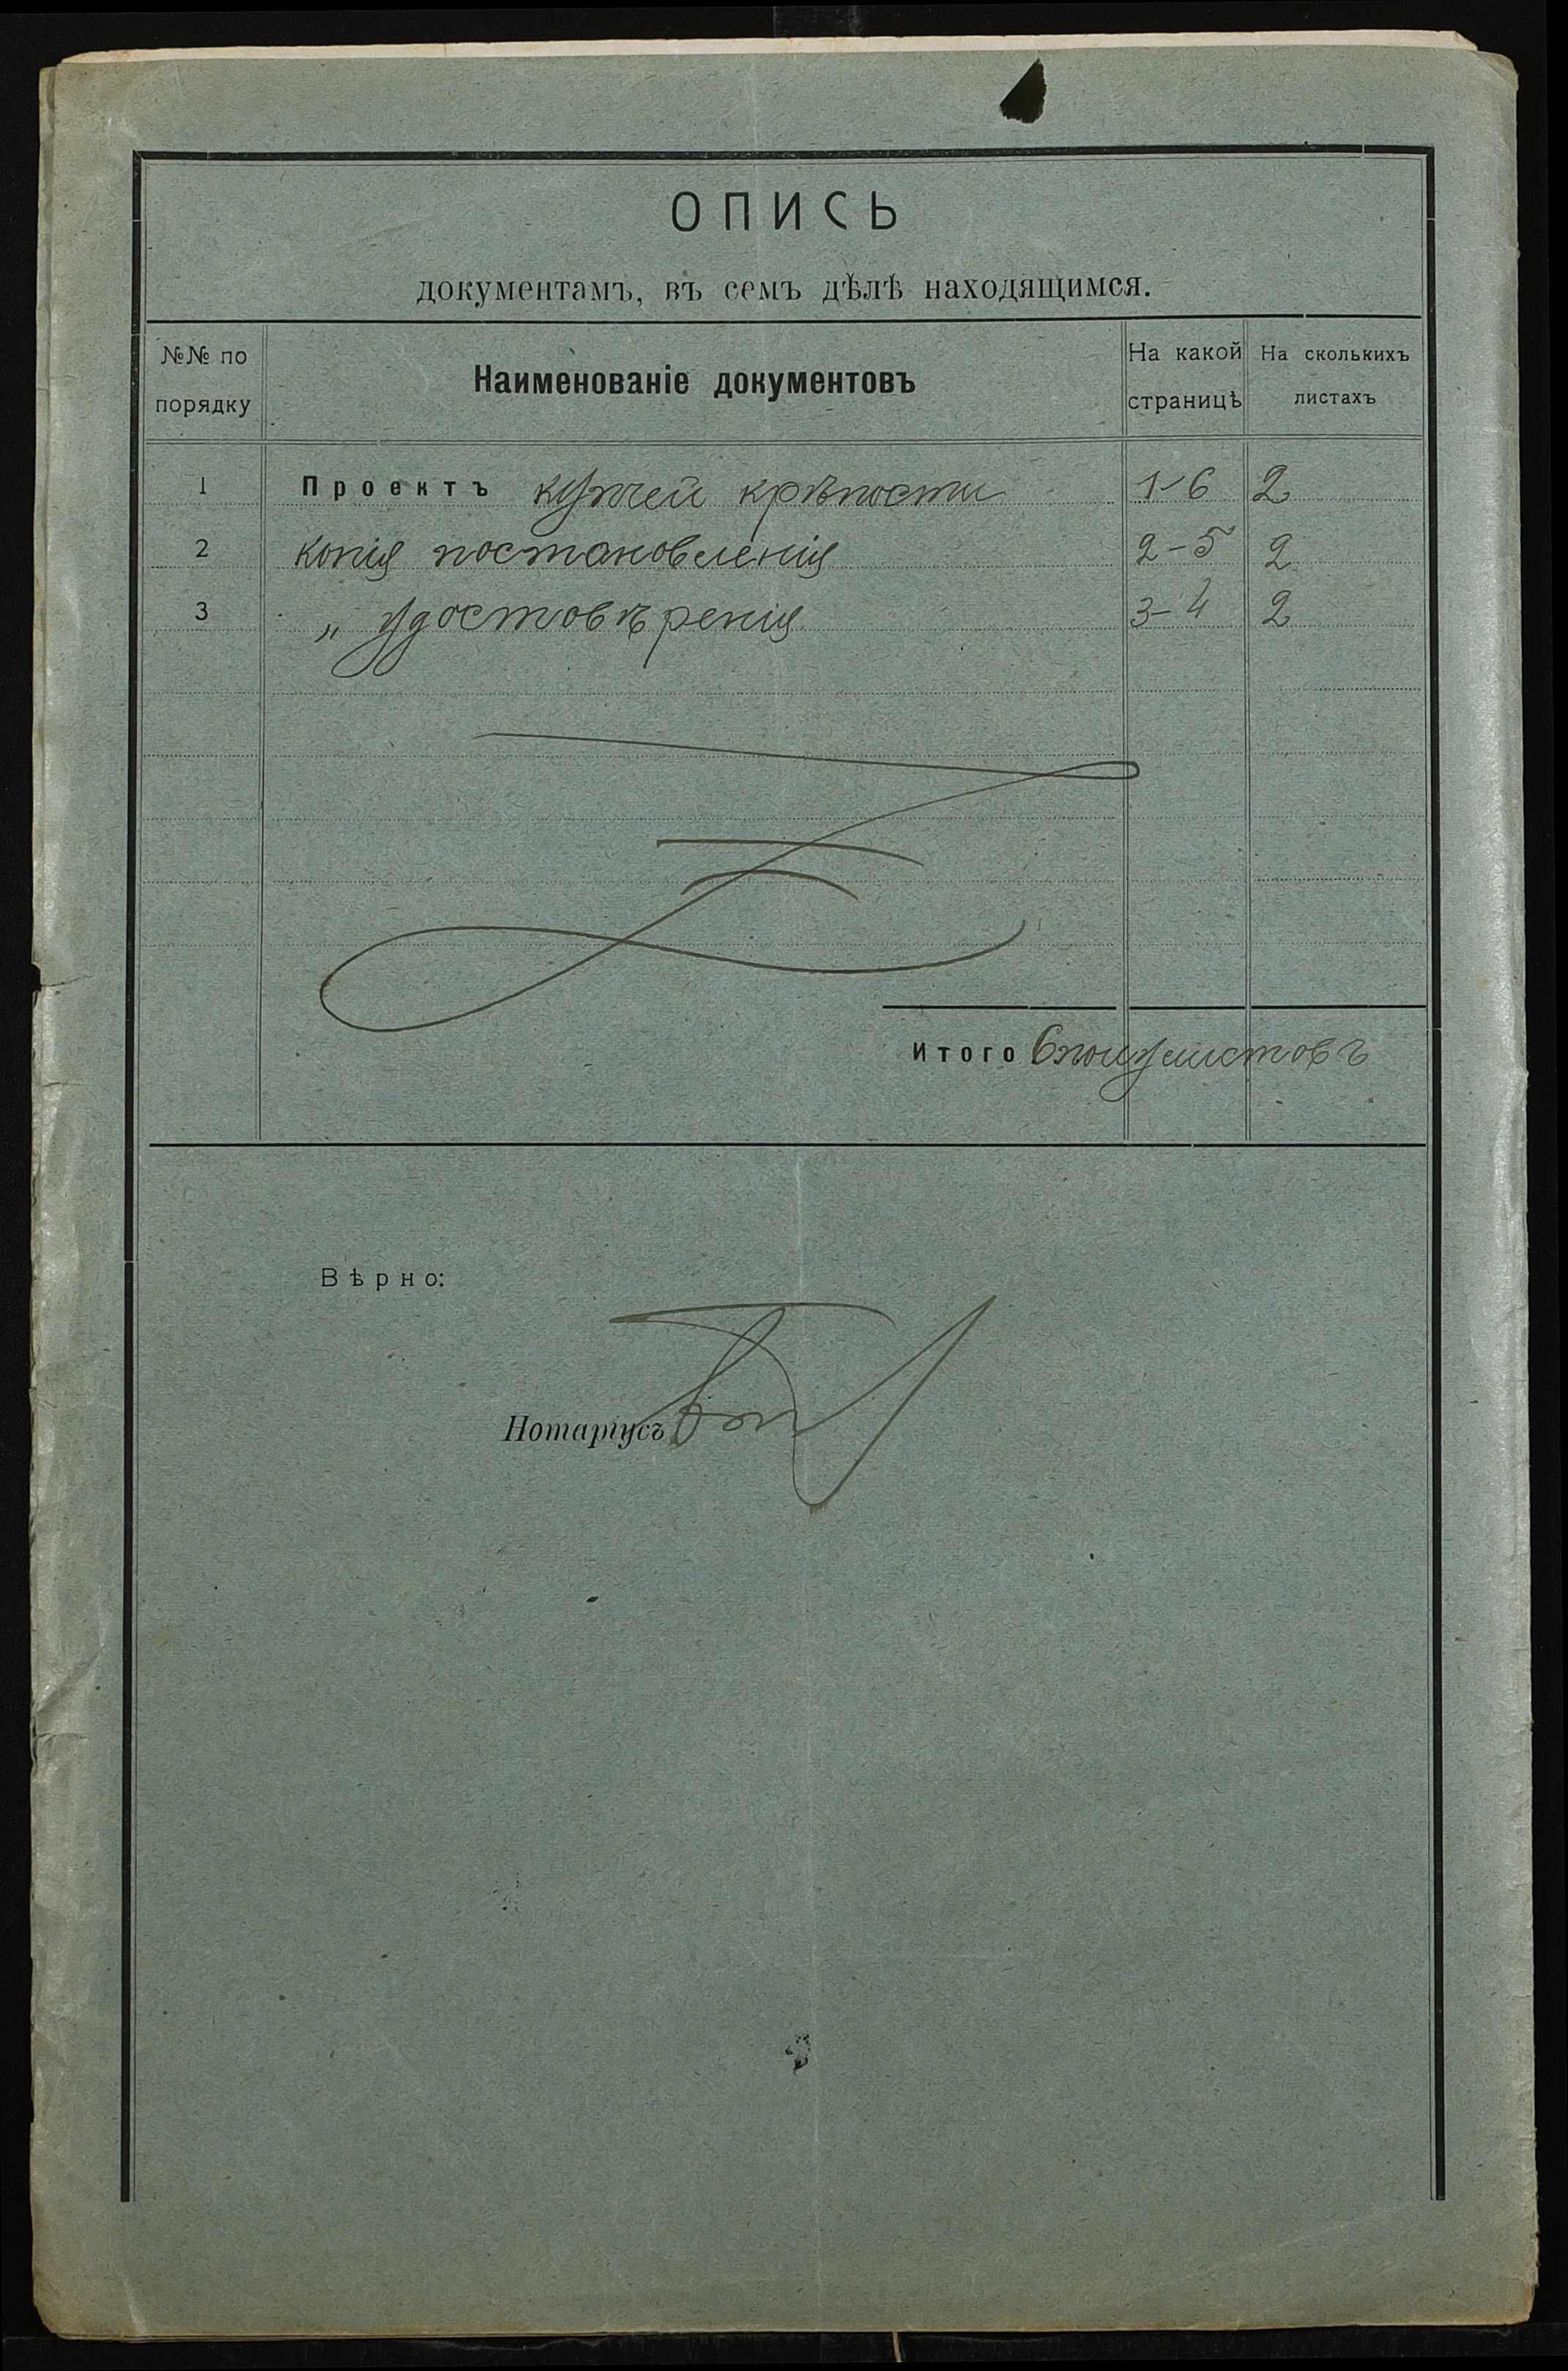 ОПИСЬ
документамъ, въ семъ дѣлѣ находящимся.
№№ по порядку | Наименованіе документовъ | На какой страницѣ | На сколькихъ листахъ
1 Проектъ купчей крѣпости 1-6 2
2 копія постановленія 2-5 2
3 „ удостовѣренія 3-4 2
Итого 6 полулистовъ
Вѣрно:
Нотаріусъ